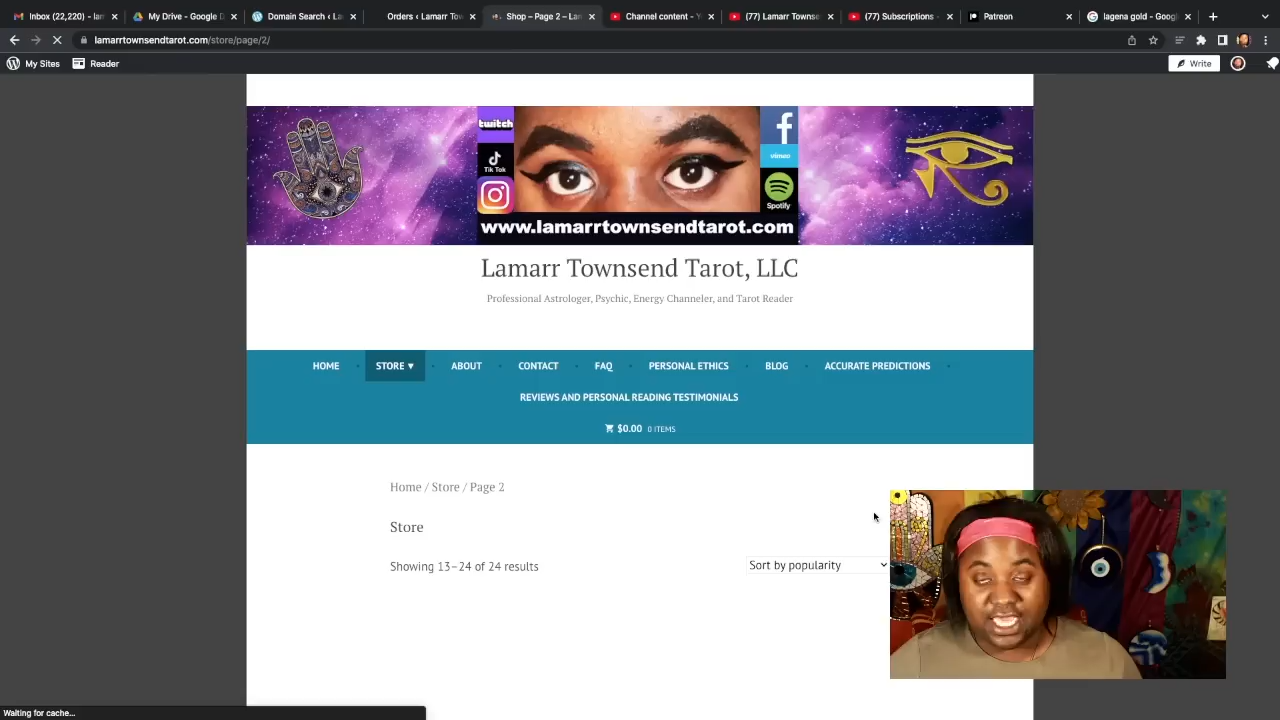 Inbox (22,220)
My Drive - Google D
Domain Search ‹ La
Orders ‹ Lamarr Tow
Shop – Page 2 – Lam
Channel content - Y
(77) Lamarr Townse
(77) Subscriptions -
Patreon
lagena gold - Goog
lamarrtownsendtarot.com/store/page/2/
My Sites
Reader
Write
twitch
Tik Tok
vimeo
Spotify
www.lamarrtownsendtarot.com
Lamarr Townsend Tarot, LLC
Professional Astrologer, Psychic, Energy Channeler, and Tarot Reader
HOME
STORE ▼
ABOUT
CONTACT
FAQ
PERSONAL ETHICS
BLOG
ACCURATE PREDICTIONS
REVIEWS AND PERSONAL READING TESTIMONIALS
$0.00 0 ITEMS
Home / Store / Page 2
Store
Showing 13–24 of 24 results
Sort by popularity
Waiting for cache...